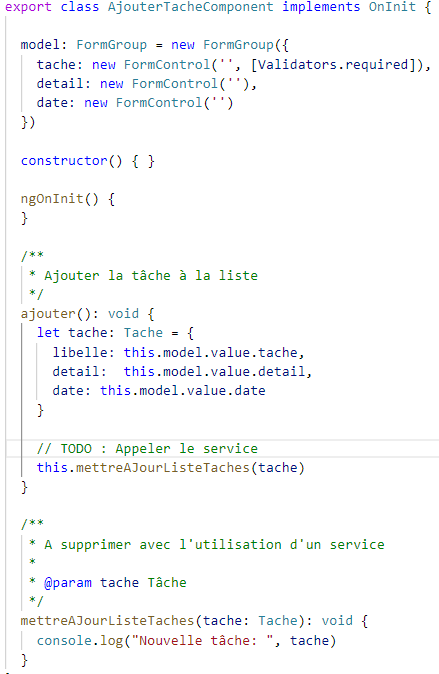 export class AjouterTacheComponent implements OnInit {
model: FormGroup = new FormGroup({
tache: new FormControl('', [Validators.required]),
detail: new FormControl(''),
date: new FormControl('')
})
constructor() { }
ngOnInit() {
}
/**
* Ajouter la tâche à la liste
*/
ajouter(): void {
let tache: Tache = {
libelle: this.model.value.tache,
detail:  this.model.value.detail,
date: this.model.value.date
}
// TODO : Appeler le service
this.mettreAJourListeTaches(tache)
}
/**
* A supprimer avec l'utilisation d'un service
*
* @param tache Tâche
*/
mettreAJourListeTaches(tache: Tache): void {
console.log("Nouvelle tâche: ", tache)
}